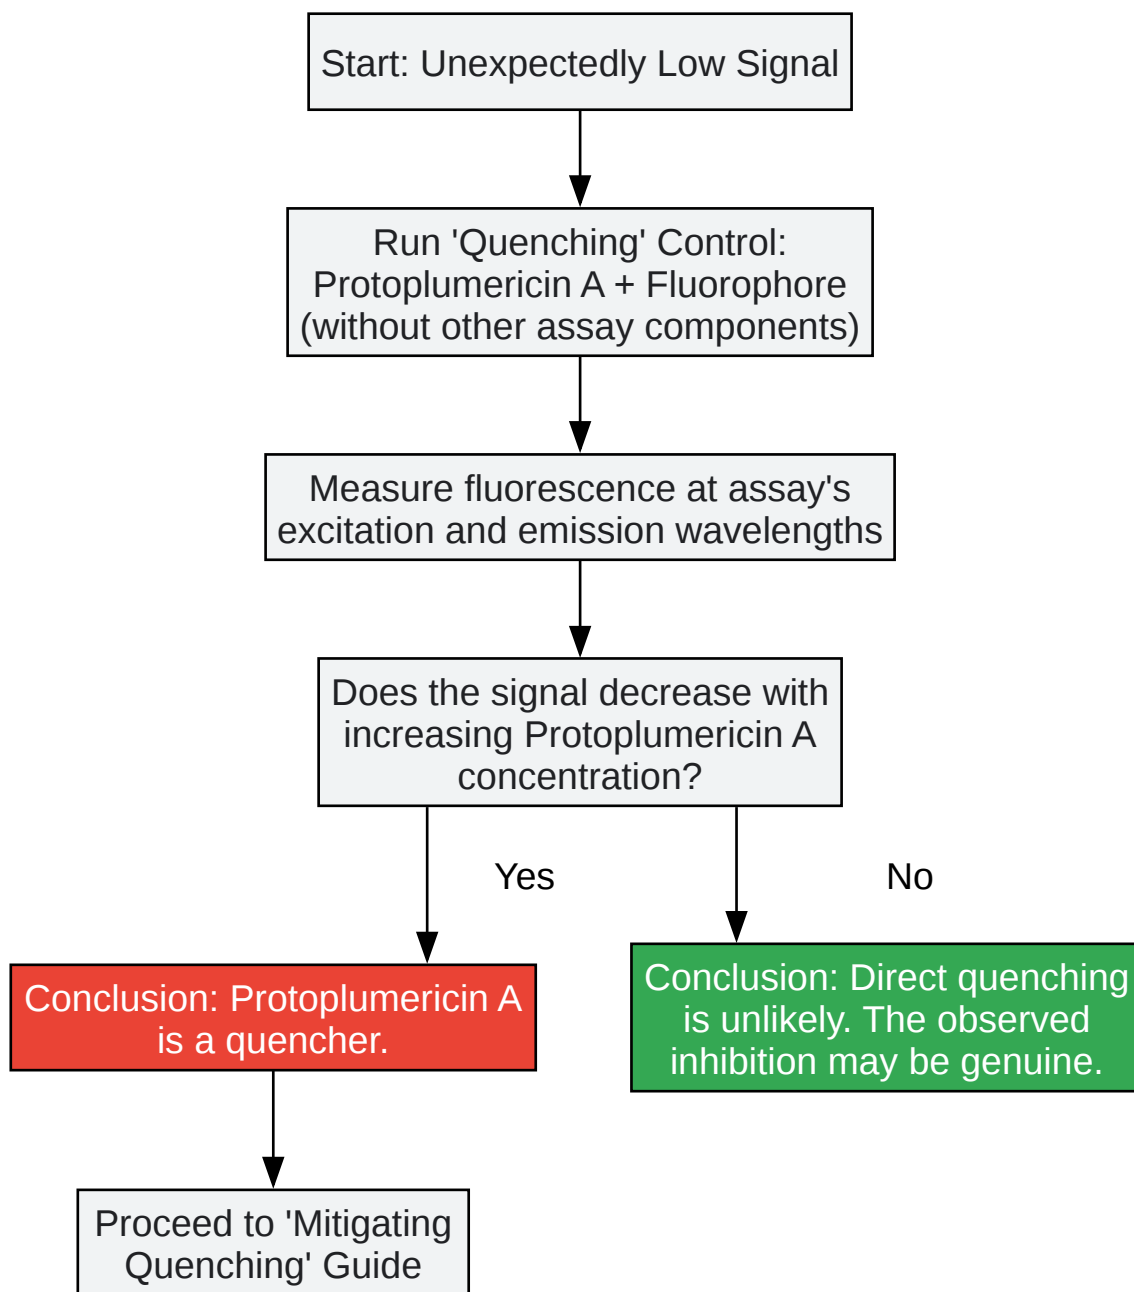 Start: Unexpectedly Low Signal
Run 'Quenching' Control:
Protoplumericin A + Fluorophore
(without other assay components)
Measure fluorescence at assay's
excitation and emission wavelengths
Does the signal decrease with
increasing Protoplumericin A
concentration?
Yes
No
Conclusion: Protoplumericin A
is a quencher.
Conclusion: Direct quenching
is unlikely. The observed
inhibition may be genuine.
Proceed to 'Mitigating
Quenching' Guide